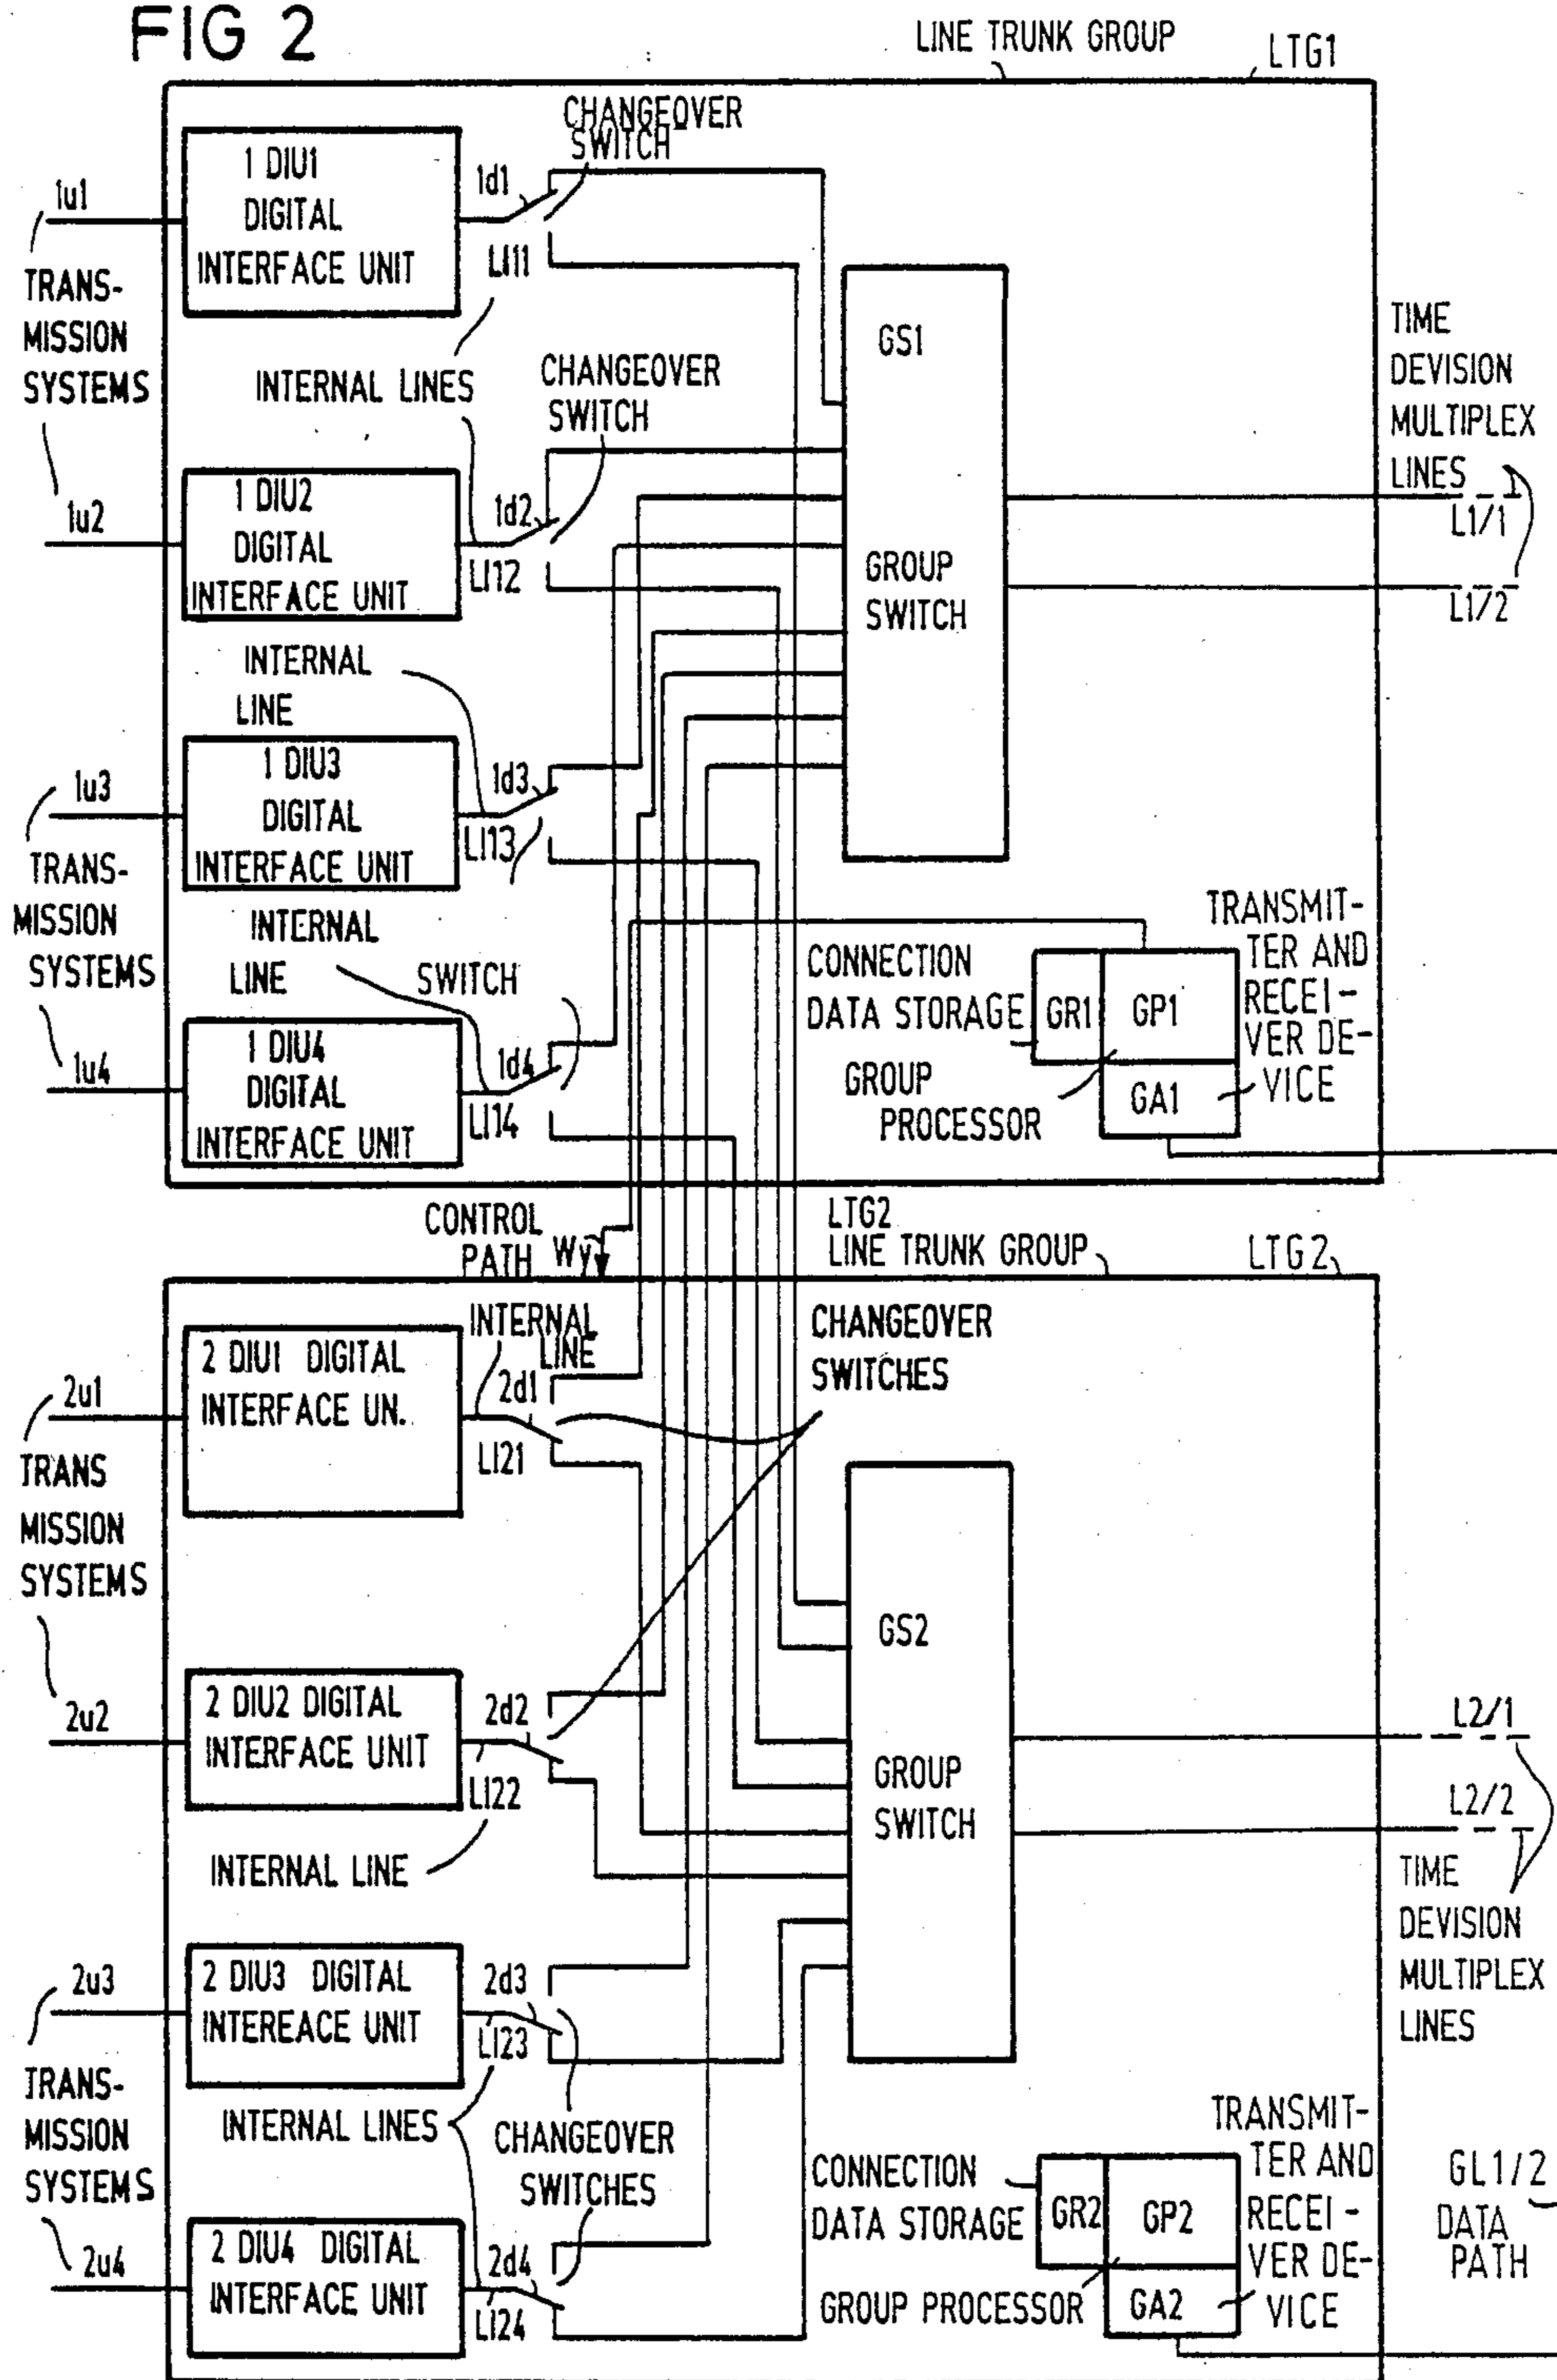 FIG 2
LINE TRUNK GROUP
LTG1
CHANGEOVER
SWITCH
1 DIU1
DIGITAL
INTERFACE UNIT
1u1
1d1
LI11
TRANS-
MISSION
SYSTEMS
INTERNAL LINES
CHANGEOVER
SWITCH
GS1
GROUP
SWITCH
TIME
DEVISION
MULTIPLEX
LINES
L1/1
L1/2
1u2
1 DIU2
DIGITAL
INTERFACE UNIT
1d2
LI12
INTERNAL
LINE
1u3
1 DIU3
DIGITAL
INTERFACE UNIT
1d3
LI13
TRANS-
MISSION
SYSTEMS
INTERNAL
LINE
SWITCH
1u4
1 DIU4
DIGITAL
INTERFACE UNIT
1d4
LI14
CONNECTION
DATA STORAGE
GR1
GP1
GA1
GROUP
PROCESSOR
TRANSMIT-
TER AND
RECEI-
VER DE-
VICE
CONTROL
PATH
Wy
LTG2
LINE TRUNK GROUP
LTG2
INTERNAL
LINE
CHANGEOVER
SWITCHES
2u1
2 DIU1 DIGITAL
INTERFACE UN.
2d1
LI21
TRANS
MISSION
SYSTEMS
GS2
GROUP
SWITCH
2u2
2 DIU2 DIGITAL
INTERFACE UNIT
2d2
LI22
INTERNAL LINE
L2/1
L2/2
TIME
DEVISION
MULTIPLEX
LINES
2u3
2 DIU3 DIGITAL
INTEREACE UNIT
2d3
LI23
TRANS-
MISSION
SYSTEMS
INTERNAL LINES
CHANGEOVER
SWITCHES
2u4
2 DIU4 DIGITAL
INTERFACE UNIT
2d4
LI24
CONNECTION
DATA STORAGE
GR2
GP2
GA2
GROUP PROCESSOR
TRANSMIT-
TER AND
RECEI-
VER DE-
VICE
GL1/2
DATA
PATH